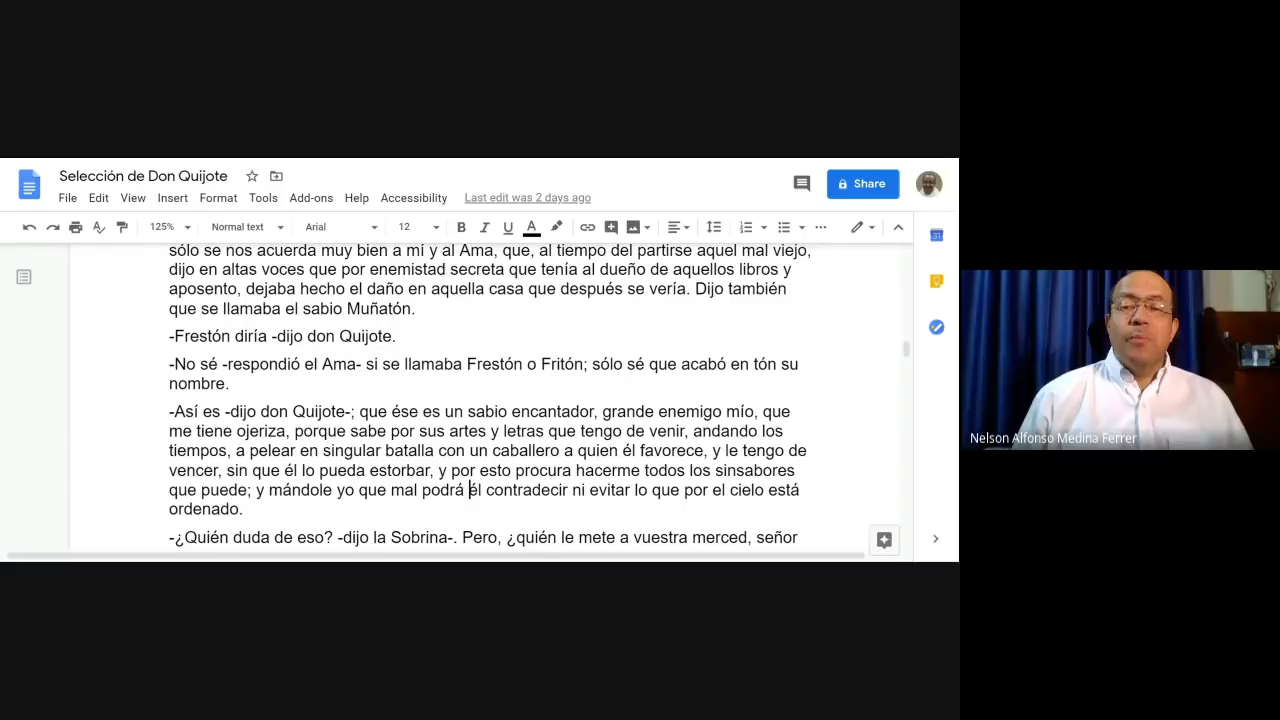 Selección de Don Quijote
File Edit View Insert Format Tools Add-ons Help Accessibility Last edit was 2 days ago
Share
125% Normal text Arial 12 B I U A
sólo se nos acuerda muy bien a mí y al Ama, que, al tiempo del partirse aquel mal viejo,
dijo en altas voces que por enemistad secreta que tenía al dueño de aquellos libros y
aposento, dejaba hecho el daño en aquella casa que después se vería. Dijo también
que se llamaba el sabio Muñatón.
-Frestón diría -dijo don Quijote.
-No sé -respondió el Ama- si se llamaba Frestón o Fritón; sólo sé que acabó en tón su
nombre.
-Así es -dijo don Quijote-; que ése es un sabio encantador, grande enemigo mío, que
me tiene ojeriza, porque sabe por sus artes y letras que tengo de venir, andando los
tiempos, a pelear en singular batalla con un caballero a quien él favorece, y le tengo de
vencer, sin que él lo pueda estorbar, y por esto procura hacerme todos los sinsabores
que puede; y mándole yo que mal podrá él contradecir ni evitar lo que por el cielo está
ordenado.
-¿Quién duda de eso? -dijo la Sobrina-. Pero, ¿quién le mete a vuestra merced, señor
31
Nelson Alfonso Medina Ferrer